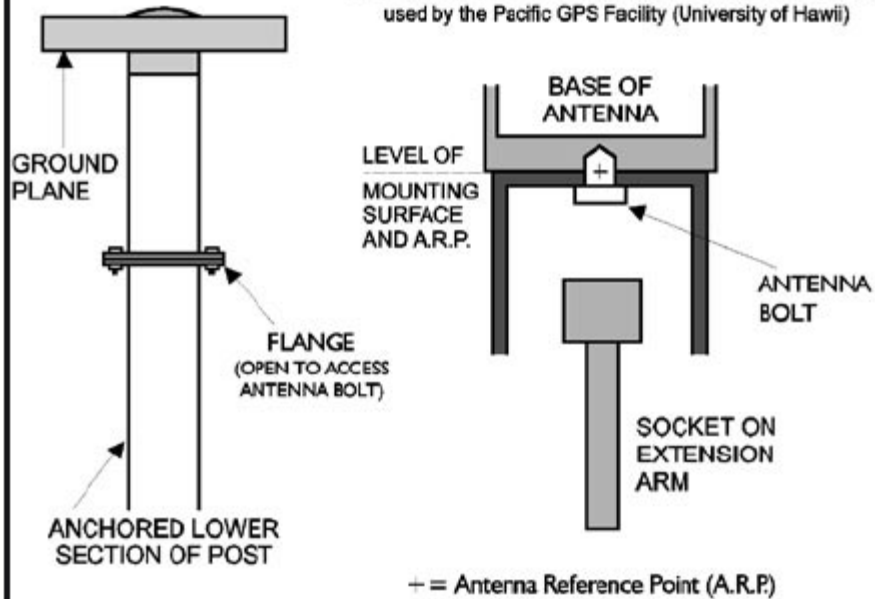 used by the Pacific GPS Facility (University of Hawii)
GROUND
PLANE
FLANGE
(OPEN TO ACCESS
ANTENNA BOLT)
ANCHORED LOWER
SECTION OF POST
BASE OF
ANTENNA
LEVEL OF
MOUNTING
SURFACE
AND A.R.P.
ANTENNA
BOLT
SOCKET ON
EXTENSION
ARM
+ = Antenna Reference Point (A.R.P.)